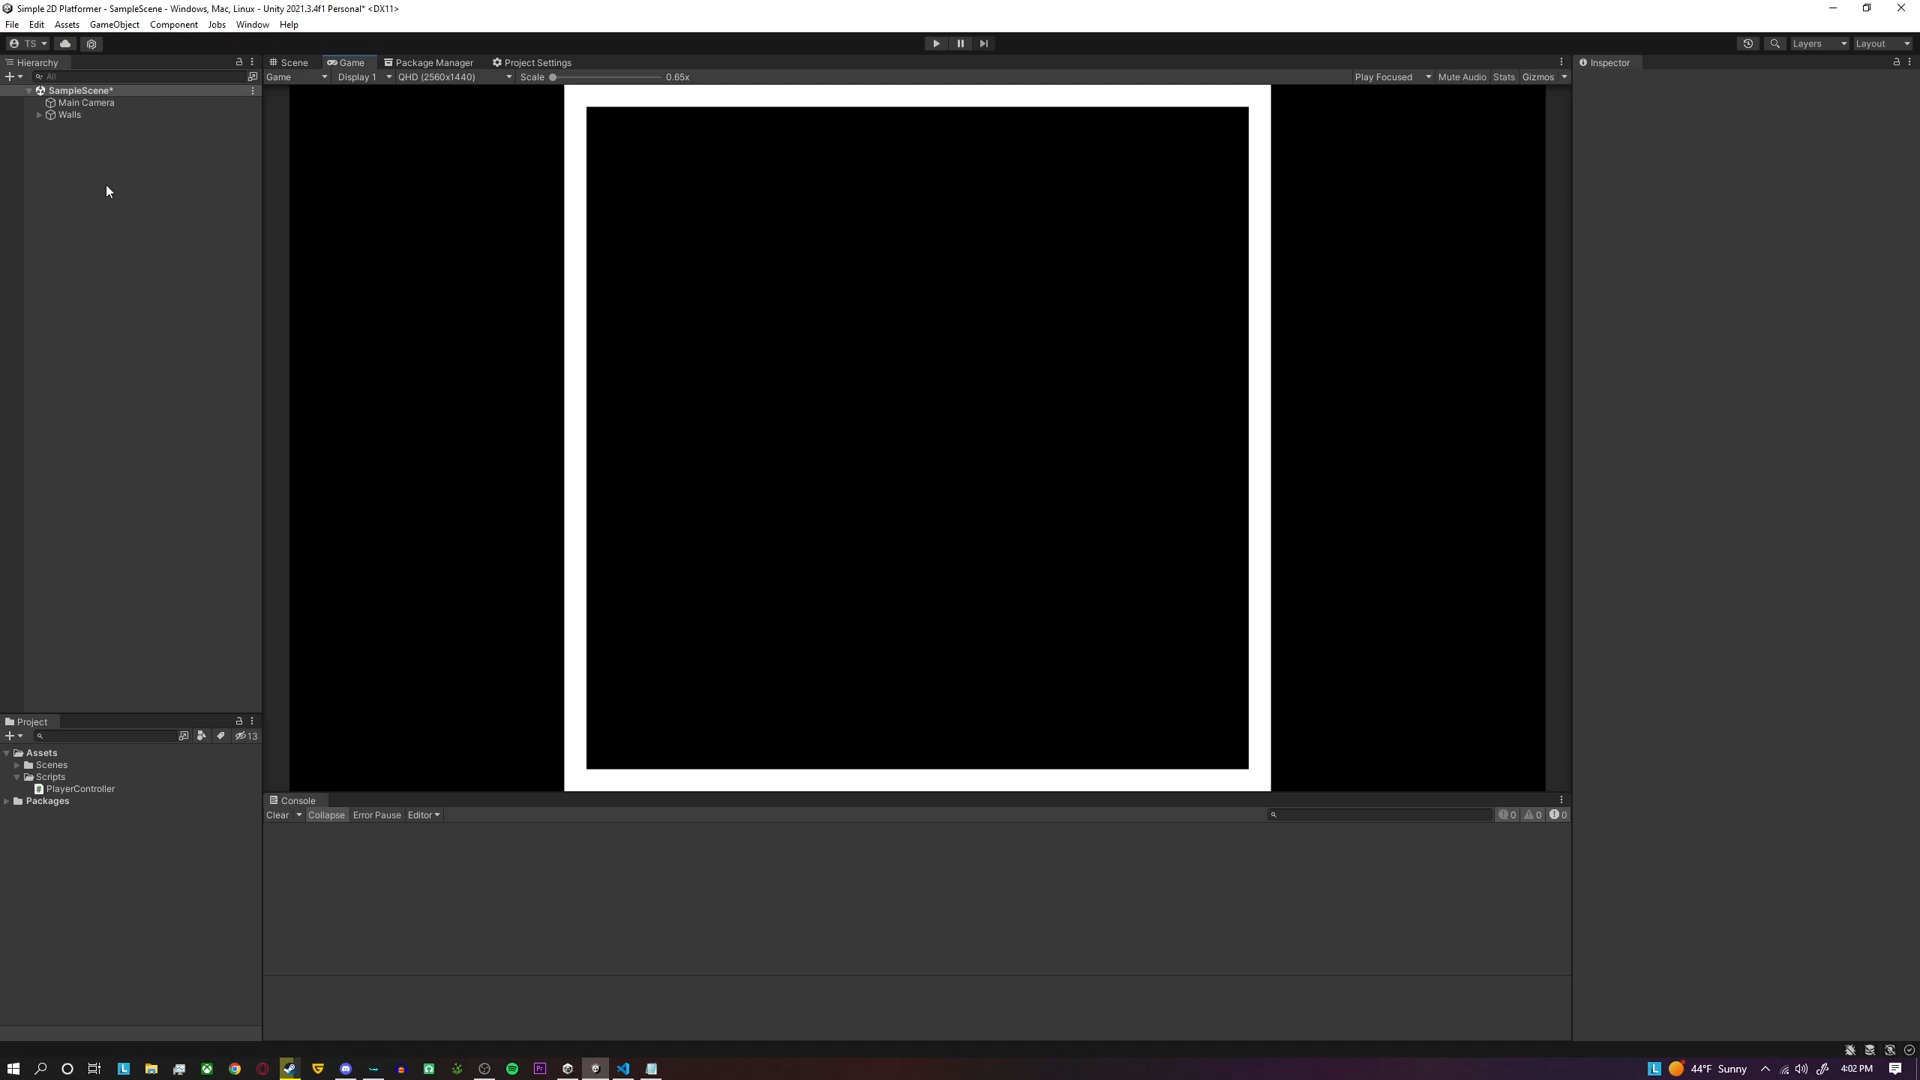 Simple 2D Platformer - SampleScene - Windows, Mac, Linux - Unity 2021.3.4f1 Personal* <DX11>
File Edit Assets GameObject Component Jobs Window Help
TS Layers Layout
Hierarchy Scene Game Package Manager Project Settings Inspector
All Game Display 1 QHD (2560x1440) Scale 0.65x Play Focused Mute Audio Stats Gizmos
SampleScene*
Main Camera
Walls
Project
13
Assets
Scenes
Scripts
PlayerController
Packages
Console
Clear Collapse Error Pause Editor 0 0 0
44°F Sunny 4:02 PM